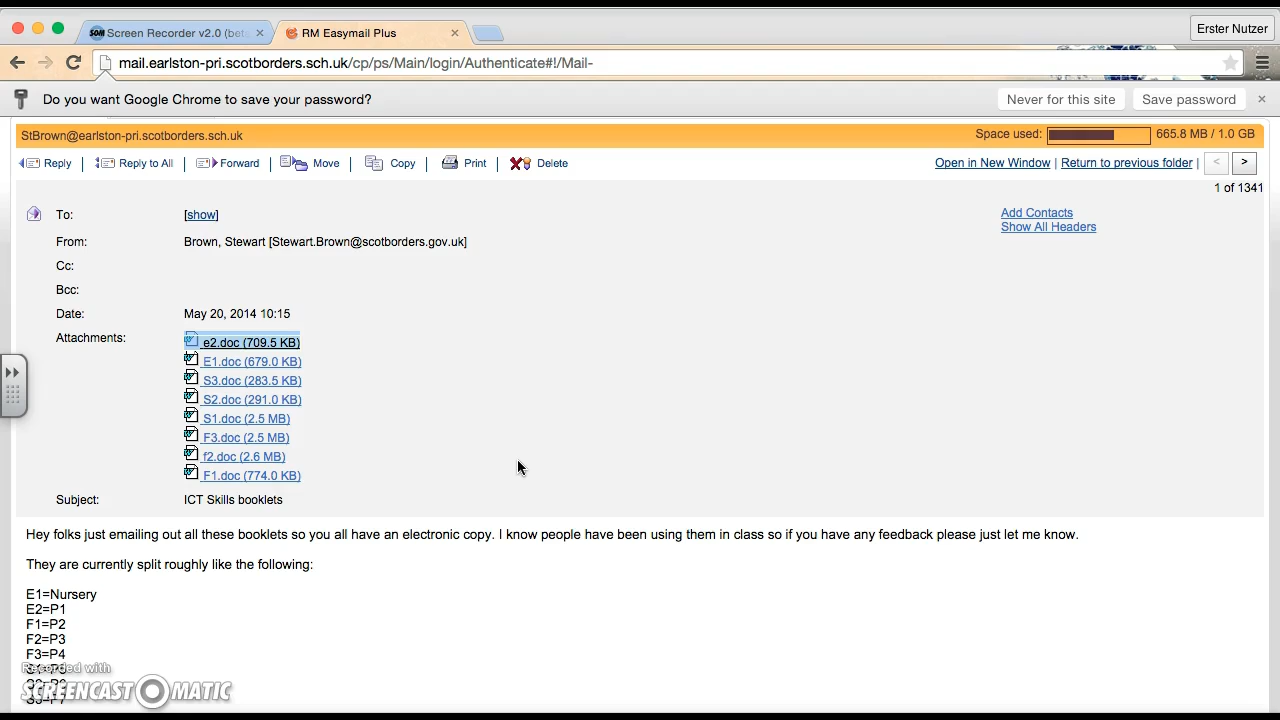 SOM Screen Recorder v2.0 (beta
RM Easymail Plus
Erster Nutzer
mail.earlston-pri.scotborders.sch.uk/cp/ps/Main/login/Authenticate#!/Mail-
Do you want Google Chrome to save your password?
Never for this site
Save password
StBrown@earlston-pri.scotborders.sch.uk
Space used: 665.8 MB / 1.0 GB
Reply | Reply to All | Forward | Move | Copy | Print | Delete
Open in New Window | Return to previous folder | < >
1 of 1341
To: [show]
Add Contacts
Show All Headers
From: Brown, Stewart [Stewart.Brown@scotborders.gov.uk]
Cc:
Bcc:
Date: May 20, 2014 10:15
Attachments: e2.doc (709.5 KB)
E1.doc (679.0 KB)
S3.doc (283.5 KB)
S2.doc (291.0 KB)
S1.doc (2.5 MB)
F3.doc (2.5 MB)
f2.doc (2.6 MB)
F1.doc (774.0 KB)
Subject: ICT Skills booklets
Hey folks just emailing out all these booklets so you all have an electronic copy. I know people have been using them in class so if you have any feedback please just let me know.
They are currently split roughly like the following:
E1=Nursery
E2=P1
F1=P2
F2=P3
F3=P4
Recorded with
SCREENCAST-O-MATIC
S3=P7